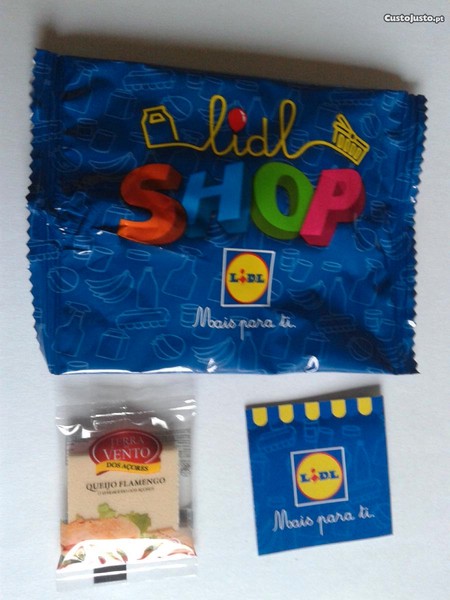 CustoJusto.pt
lidl
SHOP
LiDL
Mais para ti.
TERRA
VENTO
DOS AÇORES
QUEIJO FLAMENGO
LiDL
Mais para ti.